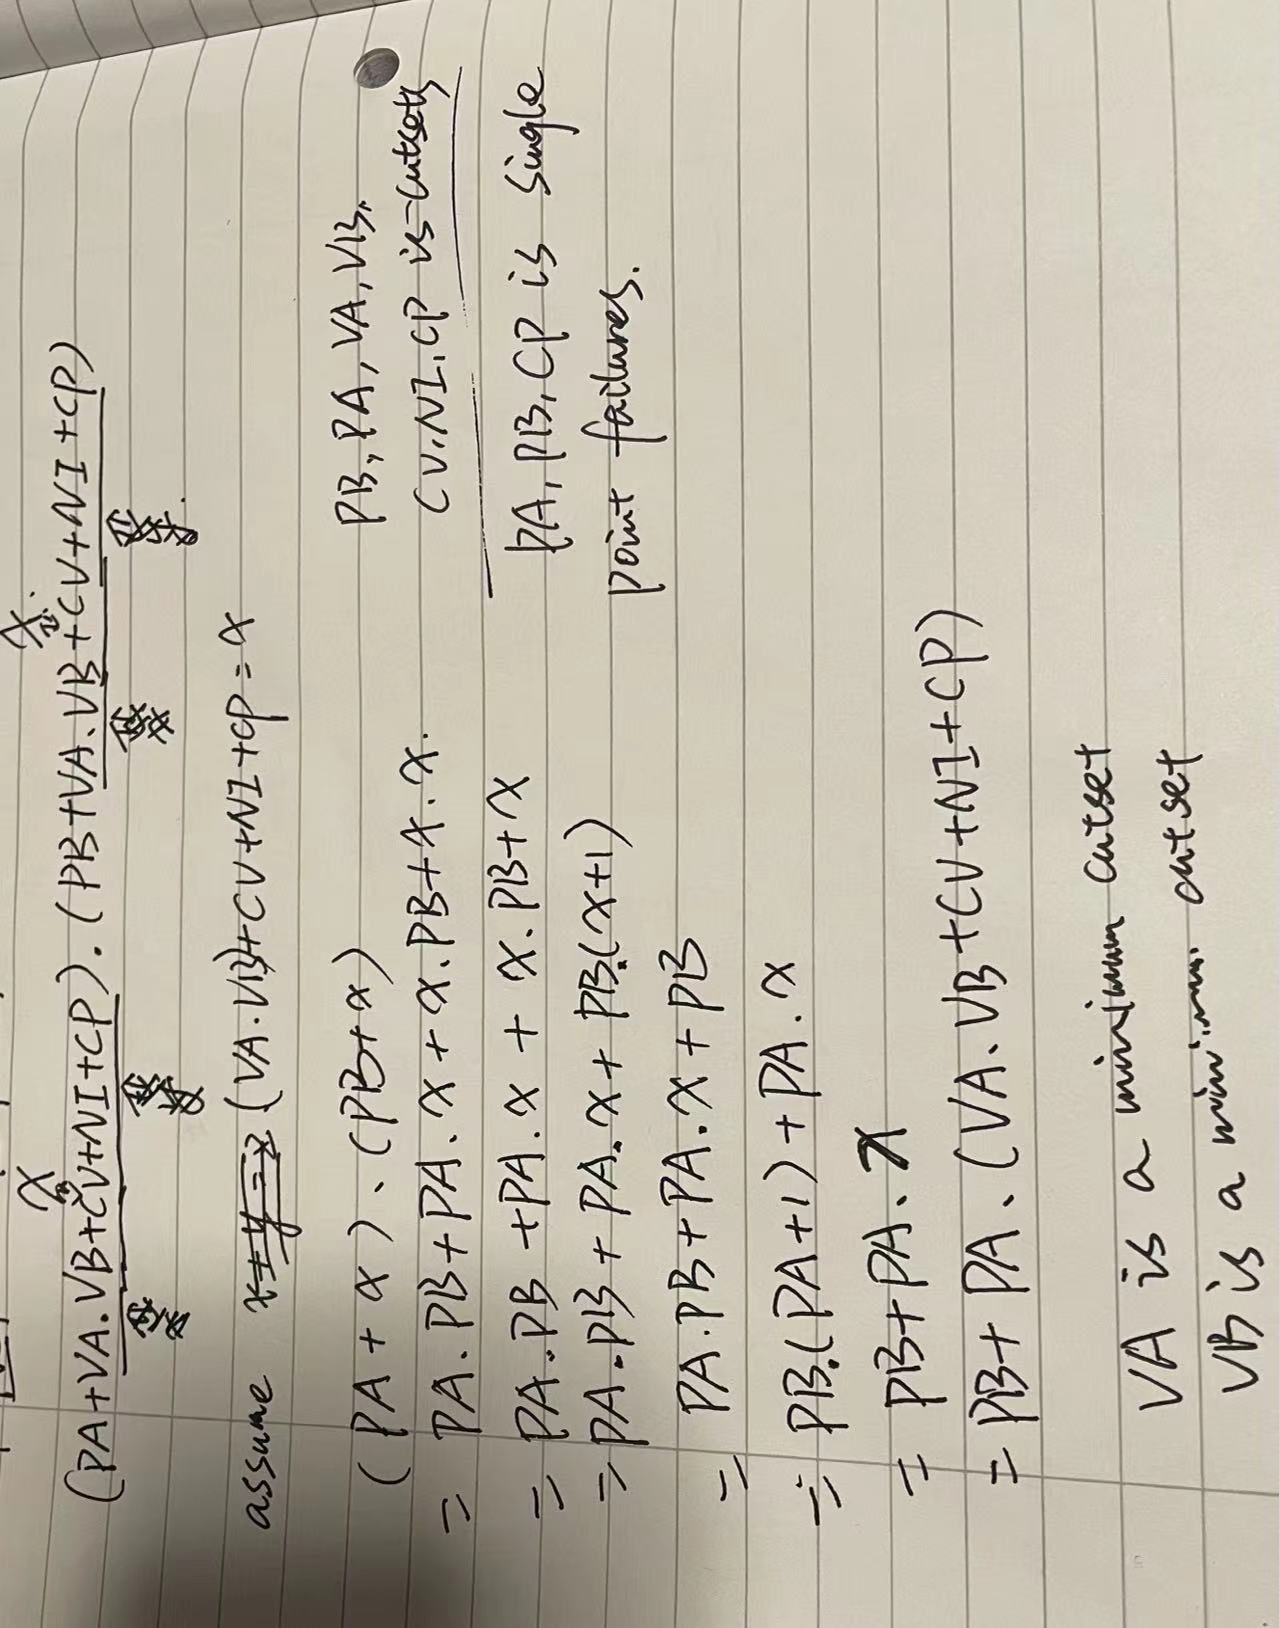 x x.
(PA+VA.VB+CV+NI+CP).(PB+VA.VB+CV+NI+CP)
assume (VA.VB)+CV+NI+CP=x
(PA+x).(PB+x)
= PA.PB+PA.x+x.PB+x.x.
= PA.PB+PA.x+x.PB+x
= PA.PB+PA.x+PB.(x+1)
= PA.PB+PA.x+PB
= PB.(PA+1)+PA.x
= PB+PA.x
= PB+PA.(VA.VB+CV+NI+CP)
VA is a minimum cutset
VB is a minimum cutset
PB, PA, VA, VB,
CV, NI, CP is cutsets
PA, PB, CP is single
point failures.